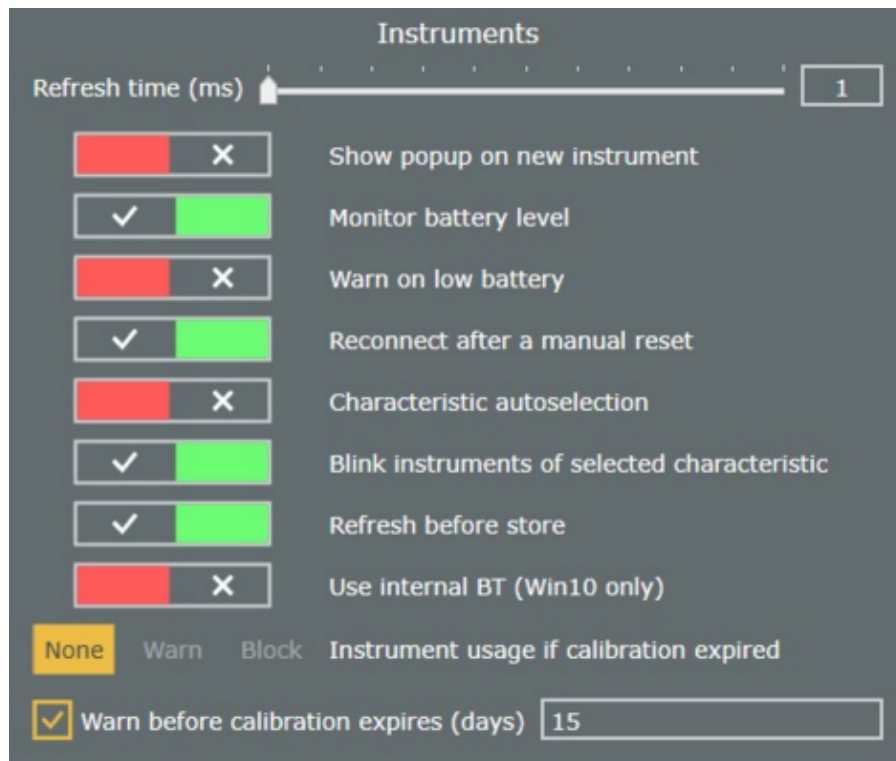 Instruments
Refresh time (ms) 1
Show popup on new instrument
Monitor battery level
Warn on low battery
Reconnect after a manual reset
Characteristic autoselection
Blink instruments of selected characteristic
Refresh before store
Use internal BT (Win10 only)
None Warn Block Instrument usage if calibration expired
Warn before calibration expires (days) 15